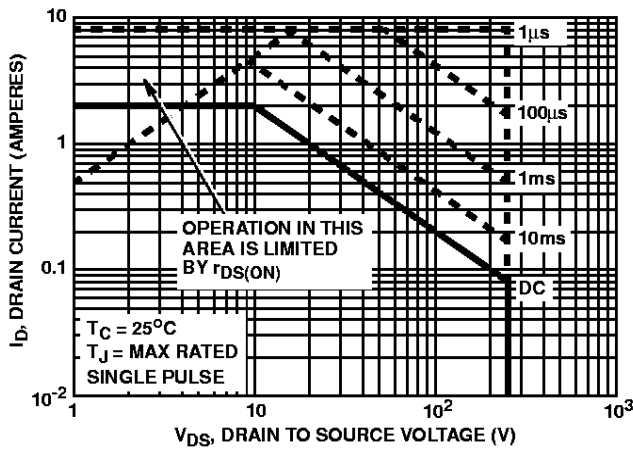 10
1μs
100μs
1
1ms
OPERATION IN THIS
AREA IS LIMITED
BY rDS(ON)
10ms
0.1
DC
TC = 25°C
TJ = MAX RATED
SINGLE PULSE
10-2
1
10
102
103
ID, DRAIN CURRENT (AMPERES)
VDS, DRAIN TO SOURCE VOLTAGE (V)